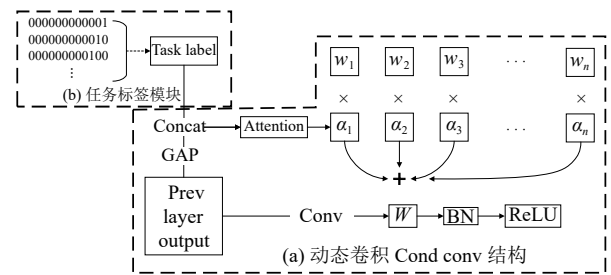 000000000001
000000000010
000000000100
⋮
Task label
(b) 任务标签模块
w₁ w₂ w₃ ··· wₙ
× × × ×
Concat Attention α₁ α₂ α₃ ··· αₙ
GAP
+
Prev
layer
output
Conv W BN ReLU
(a) 动态卷积 Cond conv 结构